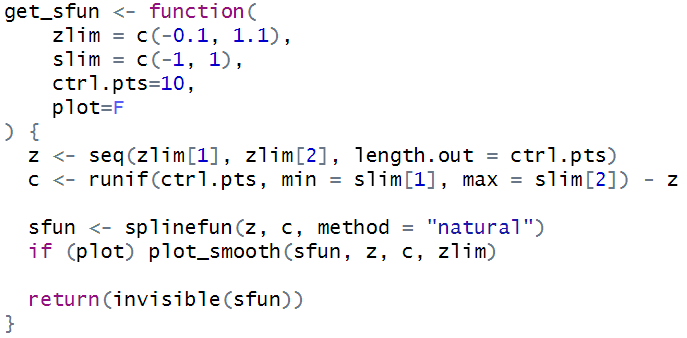 get_sfun <- function(
    zlim = c(-0.1, 1.1),
    slim = c(-1, 1),
    ctrl.pts=10,
    plot=F
) {
  z <- seq(zlim[1], zlim[2], length.out = ctrl.pts)
  c <- runif(ctrl.pts, min = slim[1], max = slim[2]) - z

  sfun <- splinefun(z, c, method = "natural")
  if (plot) plot_smooth(sfun, z, c, zlim)

  return(invisible(sfun))
}